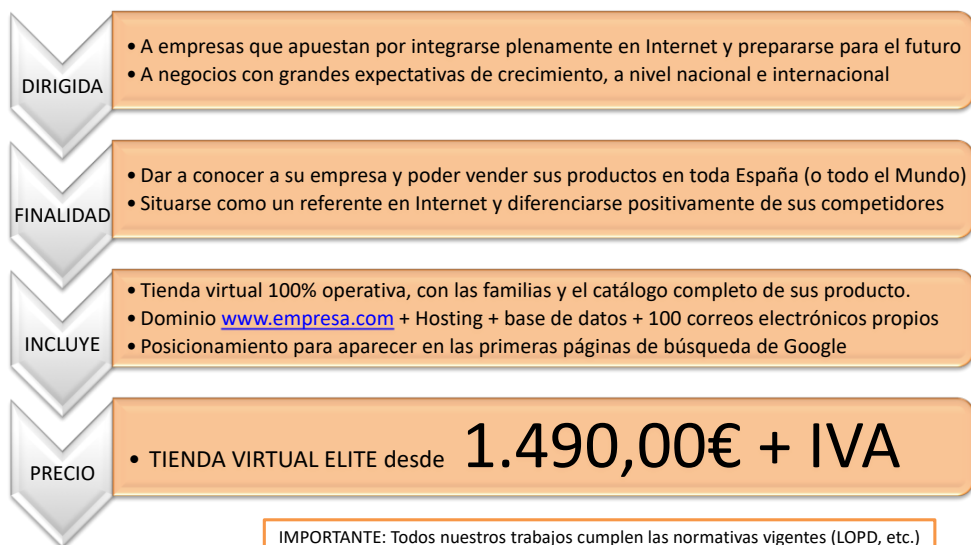 DIRIGIDA
• A empresas que apuestan por integrarse plenamente en Internet y prepararse para el futuro
• A negocios con grandes expectativas de crecimiento, a nivel nacional e internacional
FINALIDAD
• Dar a conocer a su empresa y poder vender sus productos en toda España (o todo el Mundo)
• Situarse como un referente en Internet y diferenciarse positivamente de sus competidores
INCLUYE
• Tienda virtual 100% operativa, con las familias y el catálogo completo de sus producto.
• Dominio www.empresa.com + Hosting + base de datos + 100 correos electrónicos propios
• Posicionamiento para aparecer en las primeras páginas de búsqueda de Google
PRECIO
• TIENDA VIRTUAL ELITE desde 1.490,00€ + IVA
IMPORTANTE: Todos nuestros trabajos cumplen las normativas vigentes (LOPD, etc.)